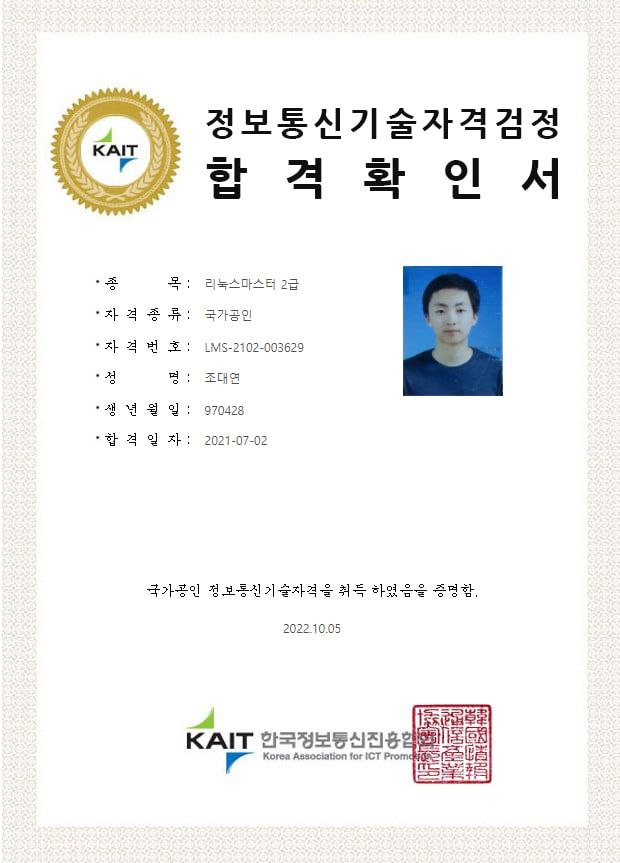 KAIT
정보통신기술자격검정
합격확인서
* 종 목 : 리눅스마스터 2급
* 자 격 종 류 : 국가공인
* 자 격 번 호 : LMS-2102-003629
* 성 명 : 조대연
* 생 년 월 일 : 970428
* 합 격 일 자 : 2021-07-02
국가공인 정보통신기술자격을 취득 하였음을 증명함.
2022.10.05
KAIT 한국정보통신진흥협회
Korea Association for ICT Promotion